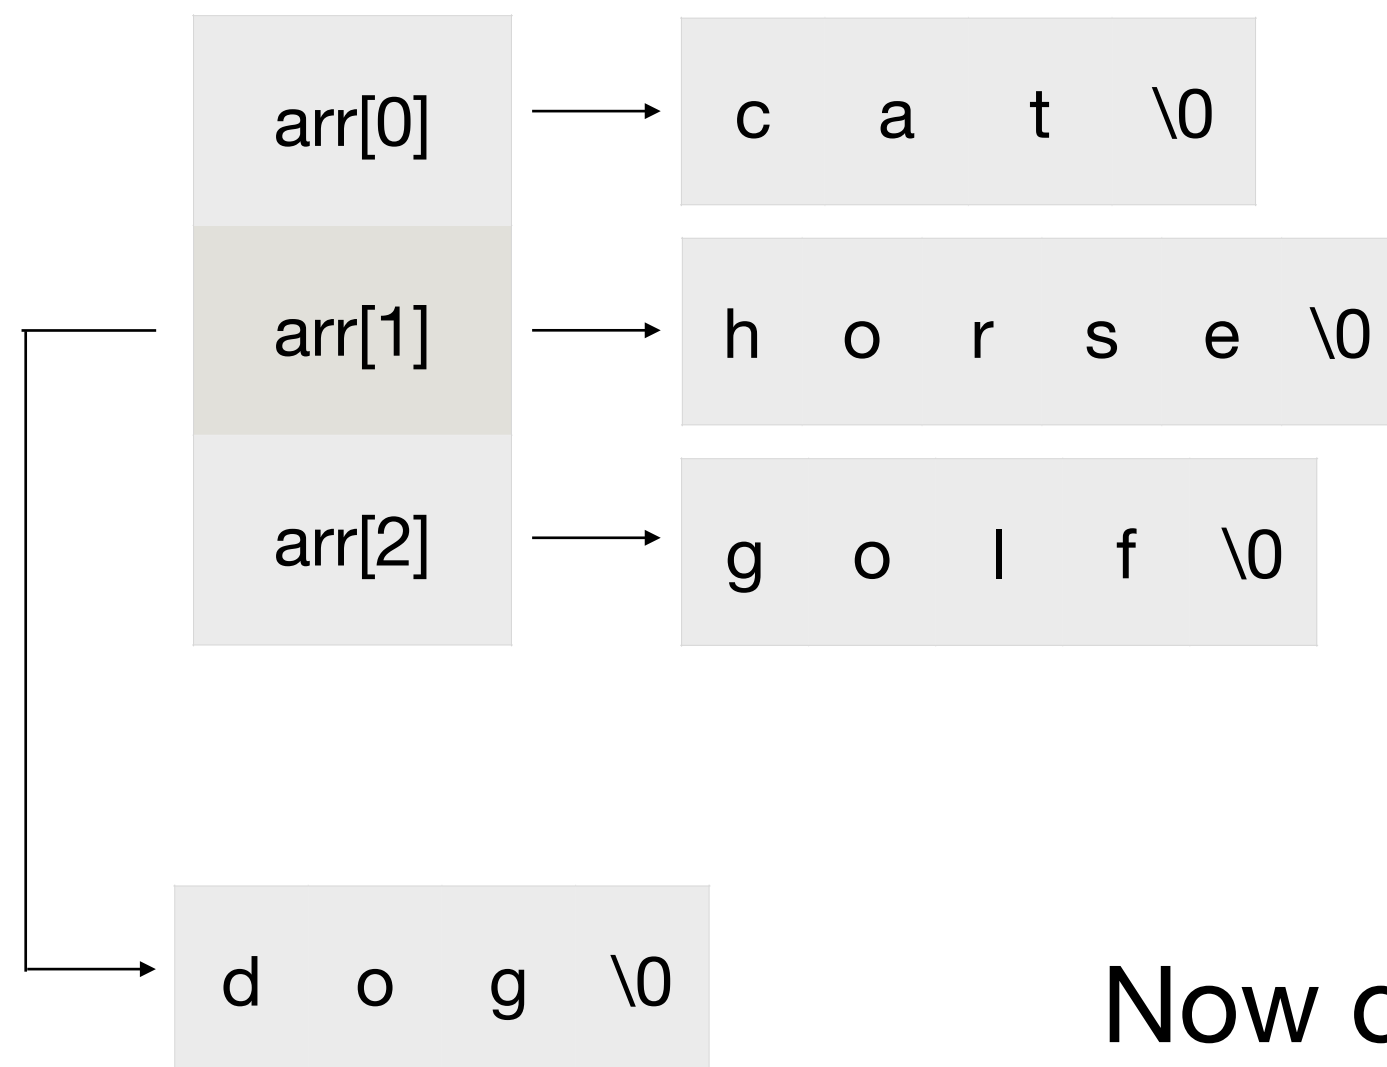 arr[0] c a t \0
arr[1] h o r s e \0
arr[2] g o l f \0
d o g \0
Now